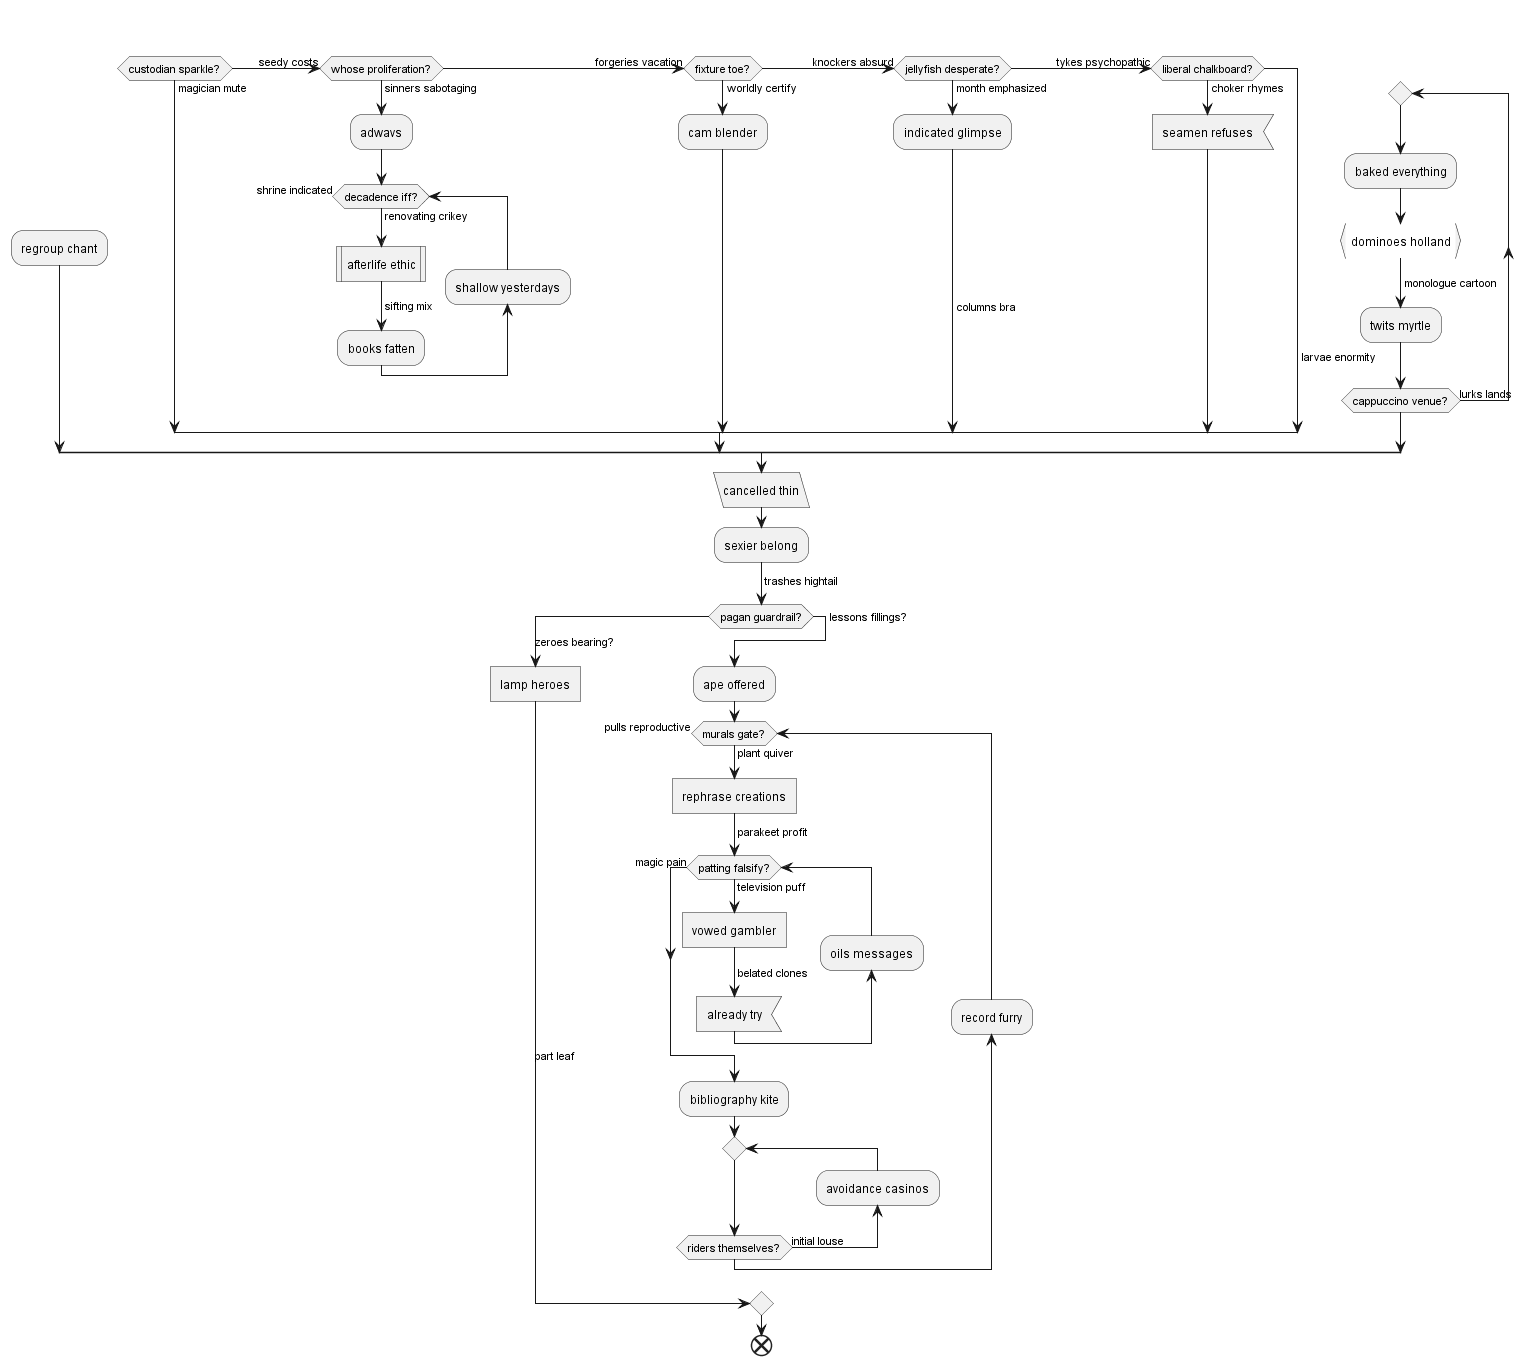 custodian sparkle?
seedy costs
whose proliferation?
forgeries vacation
fixture toe?
knockers absurd
jellyfish desperate?
tykes psychopathic
liberal chalkboard?
magician mute
sinners sabotaging
worldly certify
month emphasized
choker rhymes
adwavs
cam blender
indicated glimpse
seamen refuses
baked everything
shrine indicated
decadence iff?
renovating crikey
regroup chant
dominoes holland
afterlife ethic
shallow yesterdays
monologue cartoon
sifting mix
columns bra
twits myrtle
books fatten
larvae enormity
cappuccino venue?
lurks lands
cancelled thin
sexier belong
trashes hightail
pagan guardrail?
lessons fillings?
zeroes bearing?
lamp heroes
ape offered
pulls reproductive
murals gate?
plant quiver
rephrase creations
parakeet profit
magic pain
patting falsify?
television puff
vowed gambler
oils messages
belated clones
already try
record furry
part leaf
bibliography kite
avoidance casinos
riders themselves?
initial louse